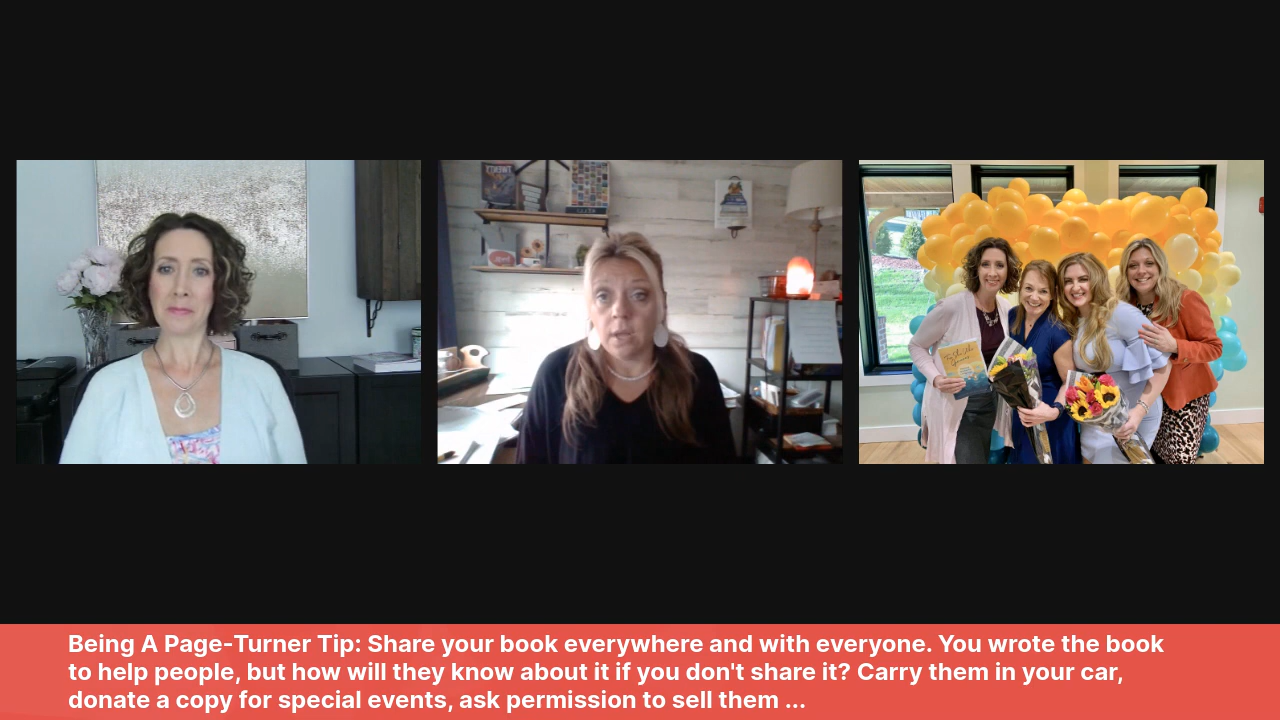 Being A Page-Turner Tip: Share your book everywhere and with everyone. You wrote the book
to help people, but how will they know about it if you don't share it? Carry them in your car,
donate a copy for special events, ask permission to sell them ...